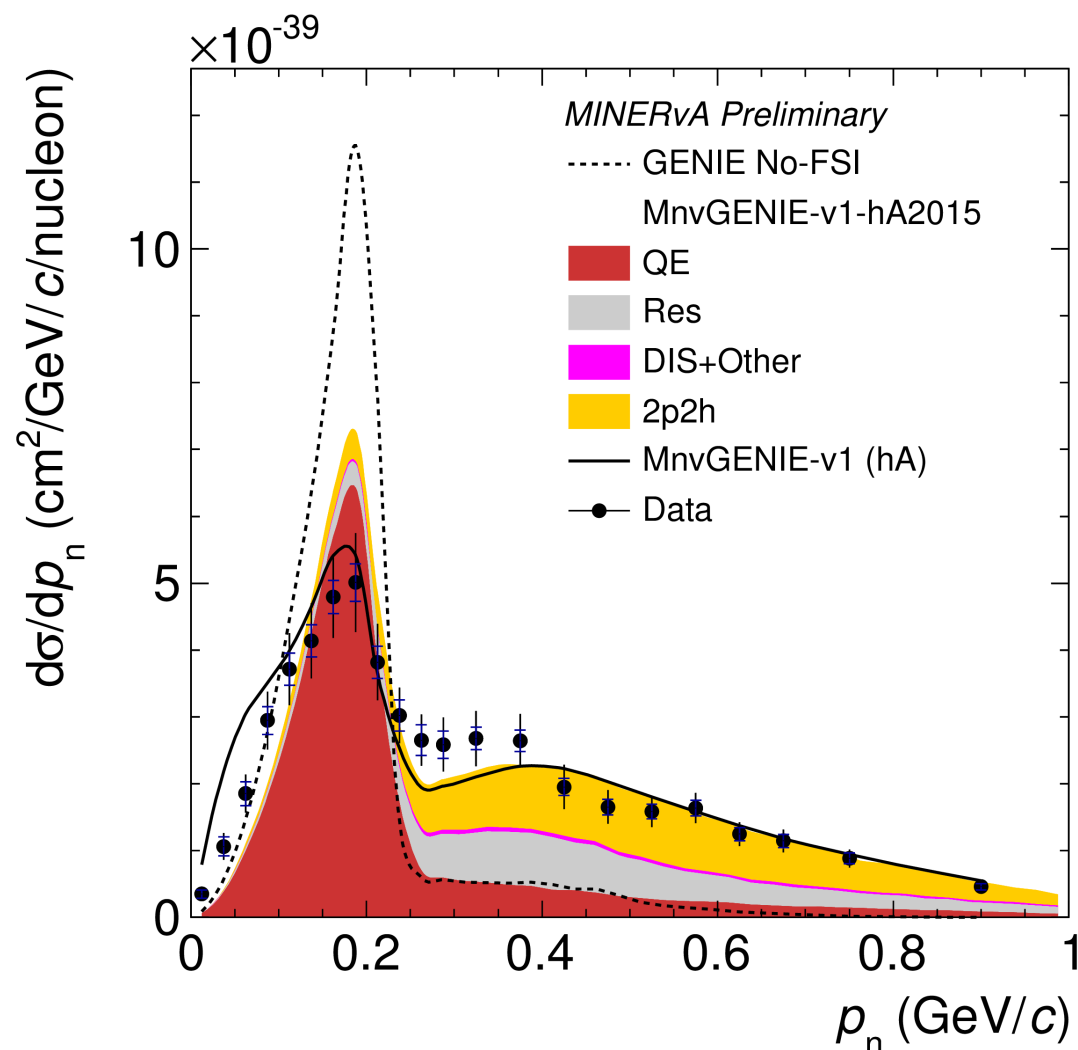 ×10⁻³⁹
dσ/dpₙ (cm²/GeV/c/nucleon)
MINERvA Preliminary
GENIE No-FSI
MnvGENIE-v1-hA2015
QE
Res
DIS+Other
2p2h
MnvGENIE-v1 (hA)
Data
10
5
0
0 0.2 0.4 0.6 0.8 1
pₙ (GeV/c)